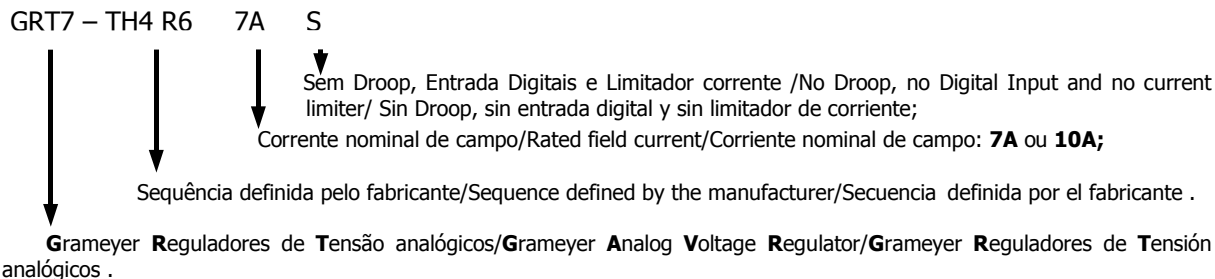 GRT7 – TH4 R6 7A S
Sem Droop, Entrada Digitais e Limitador corrente /No Droop, no Digital Input and no current
limiter/ Sin Droop, sin entrada digital y sin limitador de corriente;
Corrente nominal de campo/Rated field current/Corriente nominal de campo: 7A ou 10A;
Sequência definida pelo fabricante/Sequence defined by the manufacturer/Secuencia definida por el fabricante .
Grameyer Reguladores de Tensão analógicos/Grameyer Analog Voltage Regulator/Grameyer Reguladores de Tensión
analógicos .